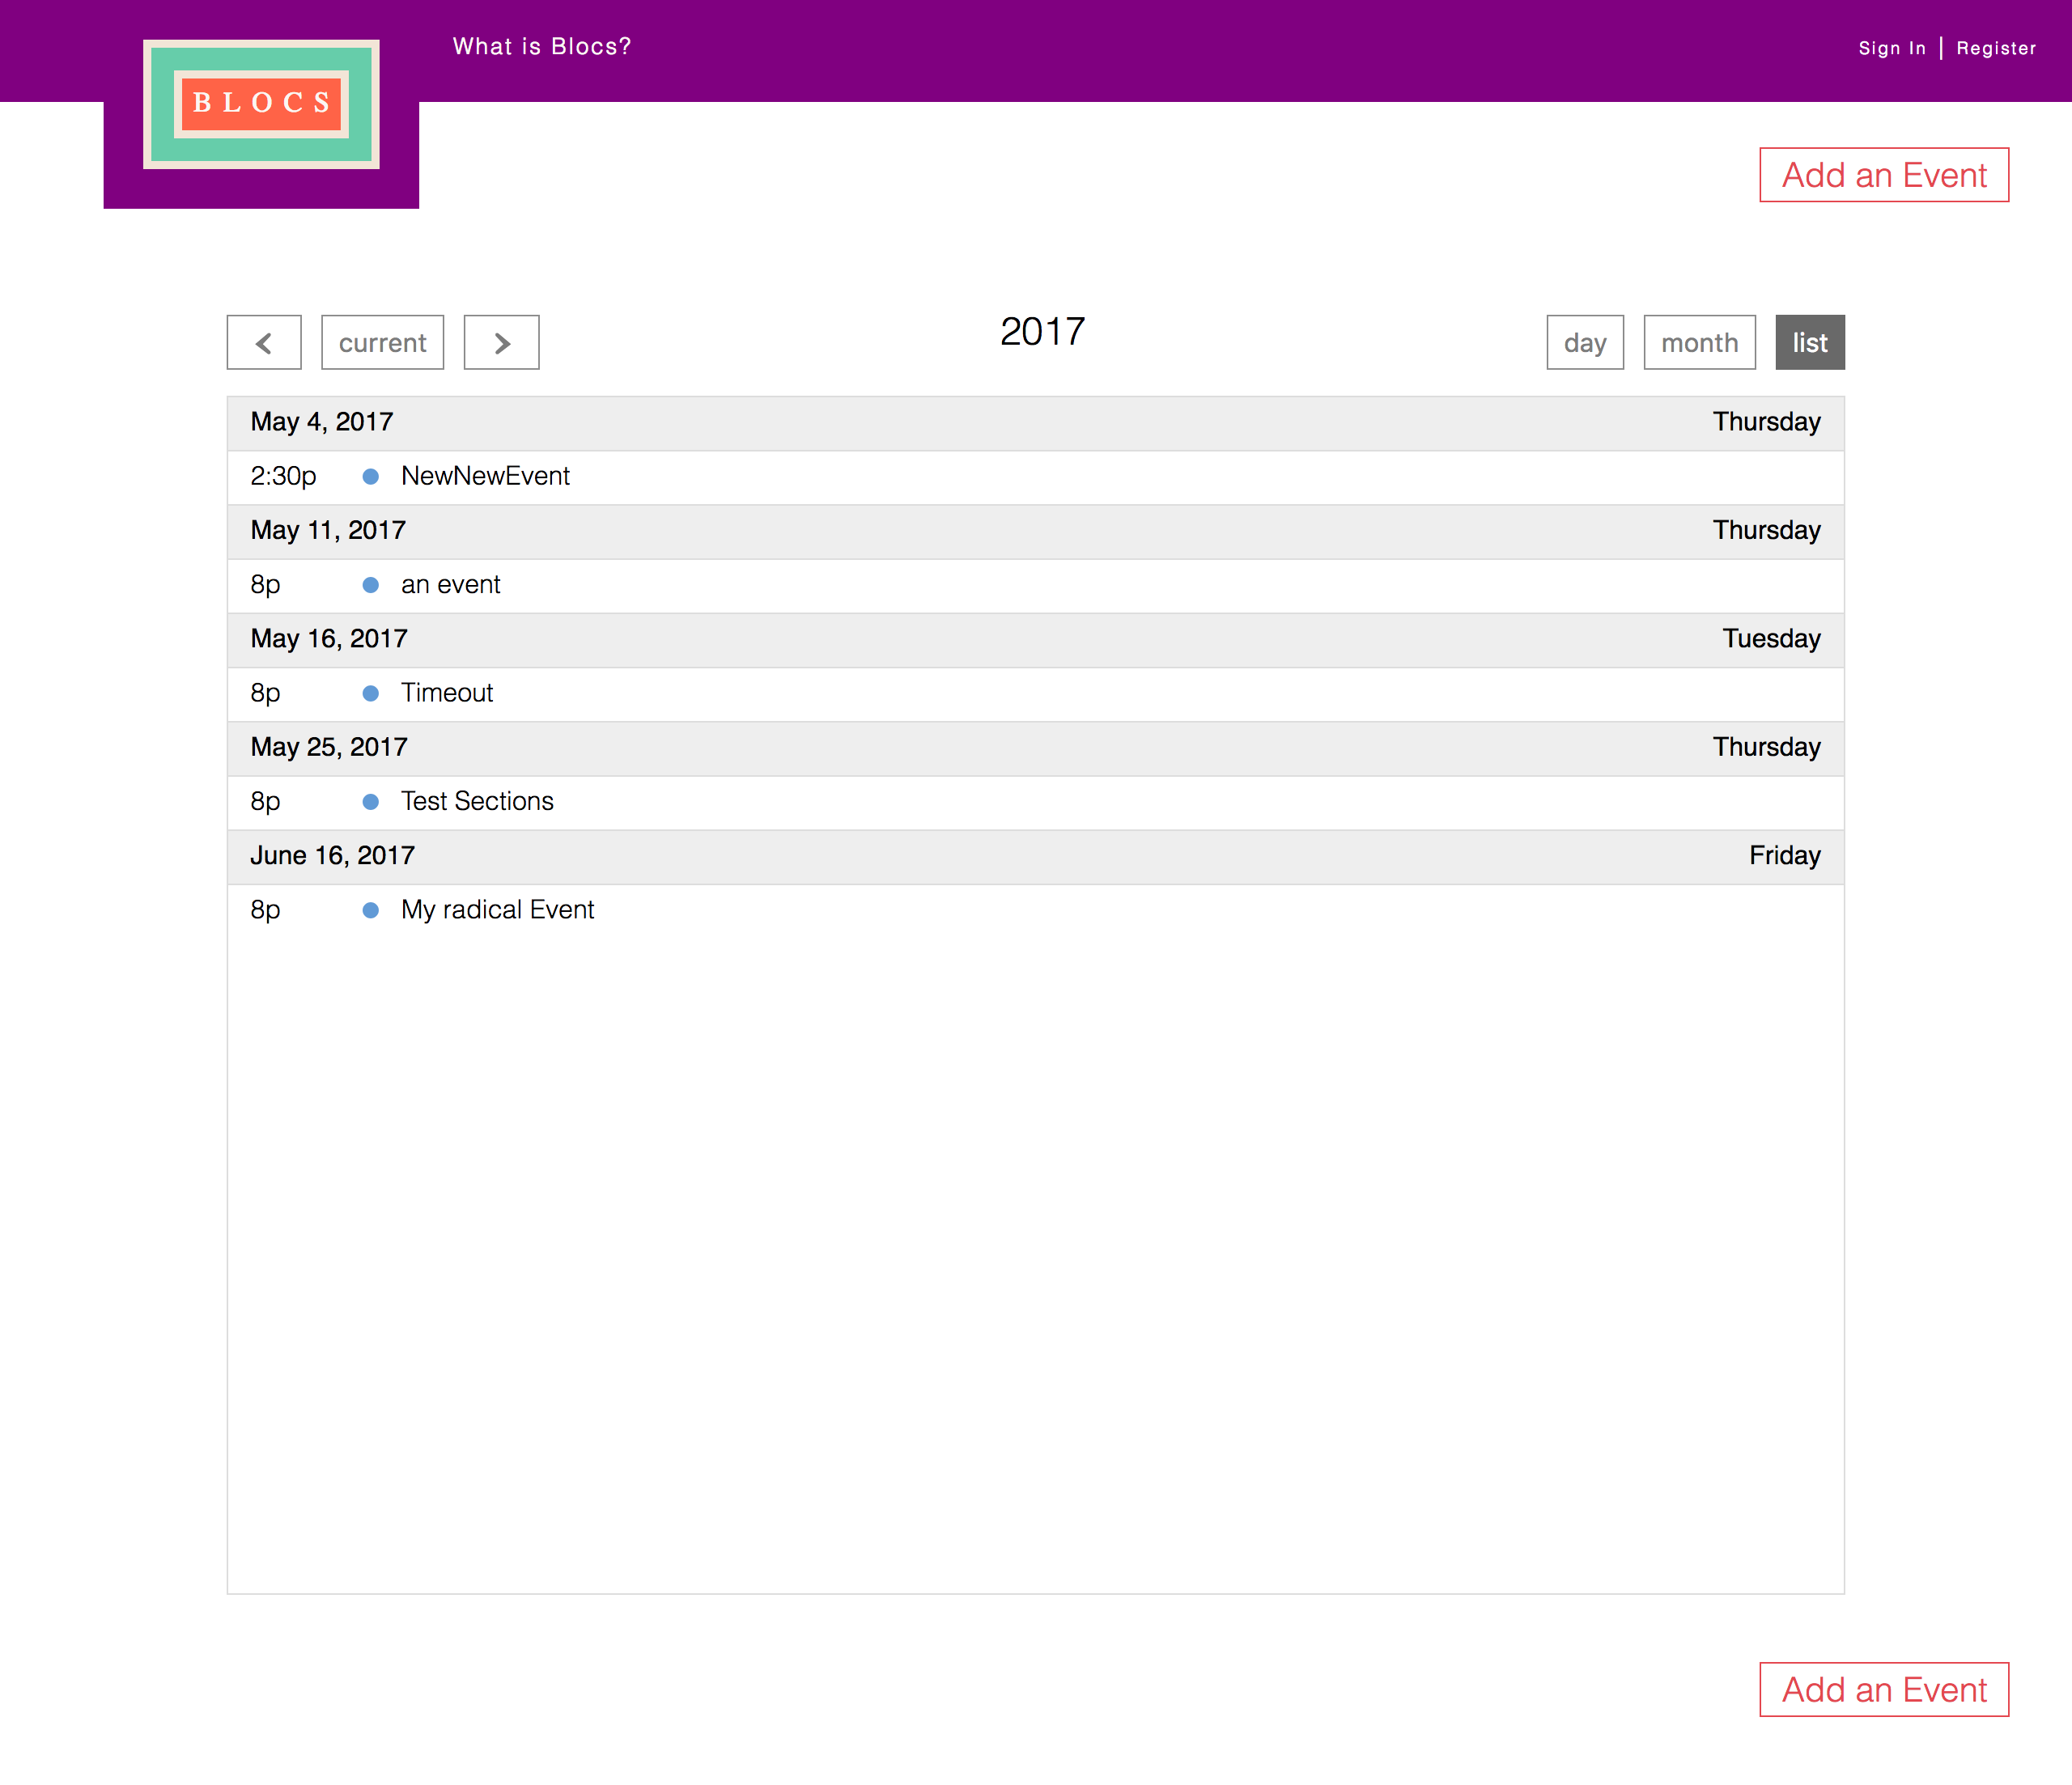 What is Blocs?
Sign In | Register
BLOCS
Add an Event
< current >
2017
day month list
May 4, 2017 Thursday
2:30p NewNewEvent
May 11, 2017 Thursday
8p an event
May 16, 2017 Tuesday
8p Timeout
May 25, 2017 Thursday
8p Test Sections
June 16, 2017 Friday
8p My radical Event
Add an Event